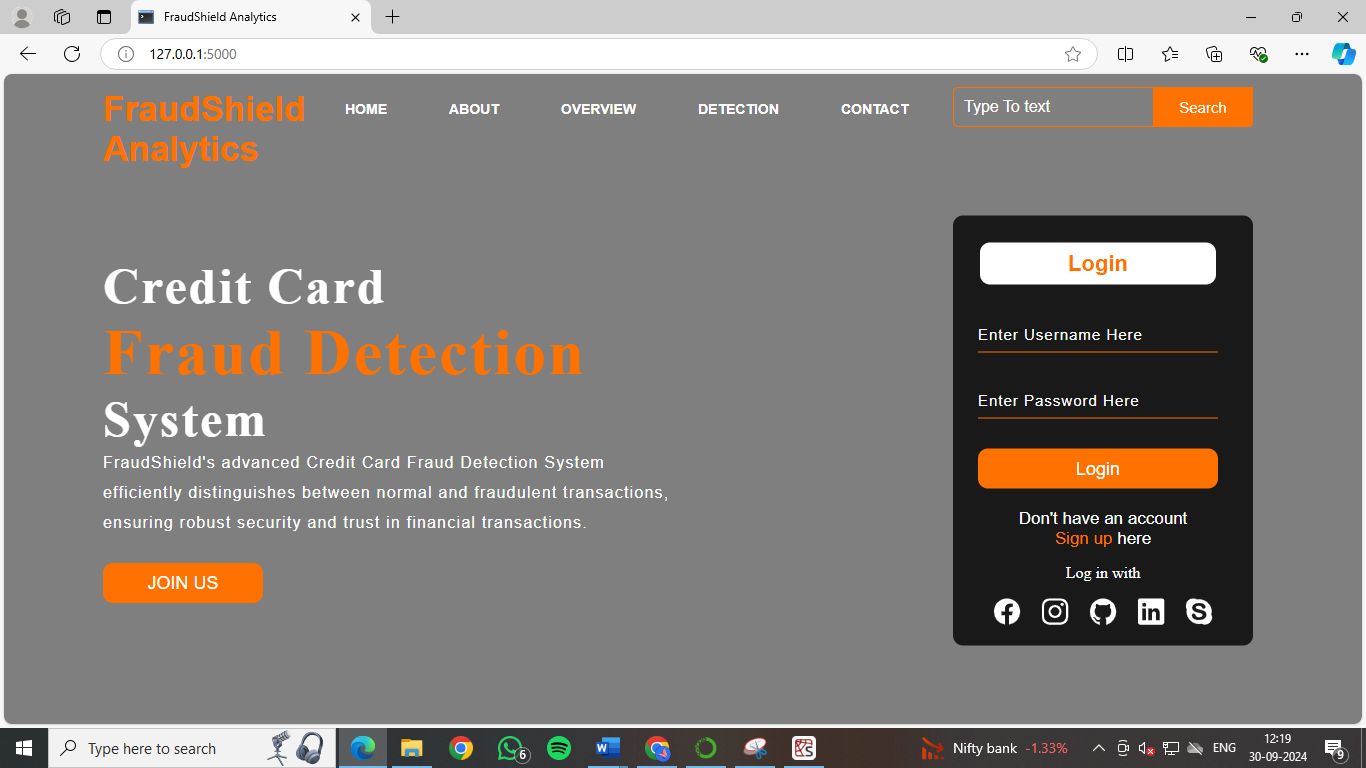 FraudShield Analytics
127.0.0.1:5000
FraudShield
Analytics
HOME
ABOUT
OVERVIEW
DETECTION
CONTACT
Type To text
Search
Credit Card
Fraud Detection
System
FraudShield's advanced Credit Card Fraud Detection System
efficiently distinguishes between normal and fraudulent transactions,
ensuring robust security and trust in financial transactions.
JOIN US
Login
Enter Username Here
Enter Password Here
Login
Don't have an account
Sign up here
Log in with
Type here to search
6
Nifty bank -1.33%
ENG
12:19
30-09-2024
9